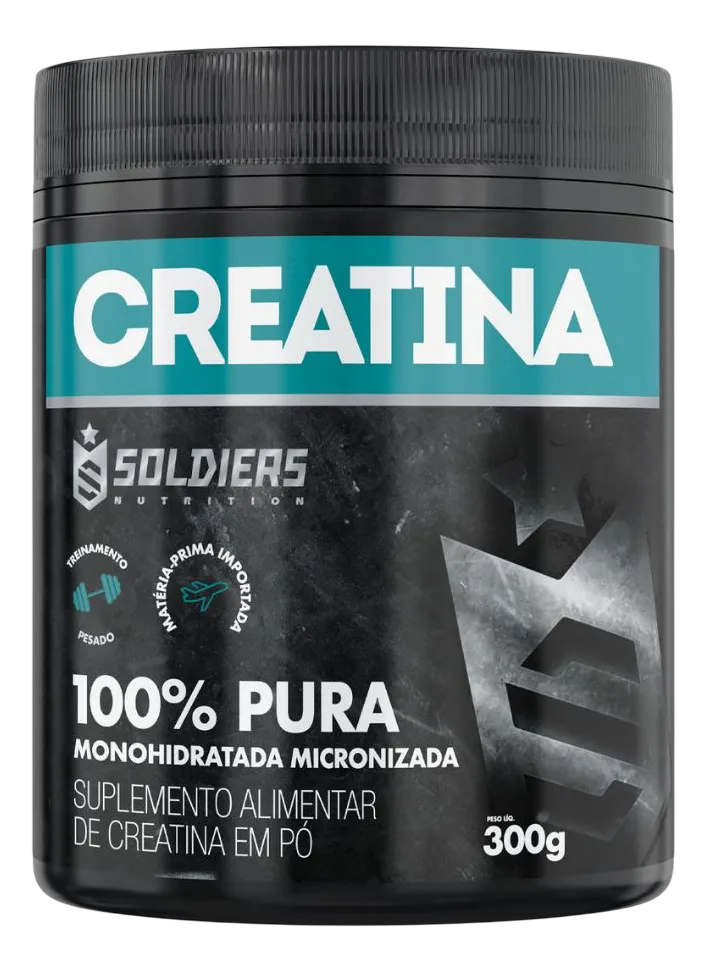 CREATINA
SOLDIERS
NUTRITION
TREINAMENTO
PESADO
MATÉRIA-PRIMA IMPORTADA
100% PURA
MONOHIDRATADA MICRONIZADA
SUPLEMENTO ALIMENTAR
DE CREATINA EM PÓ
PESO LÍQ.
300g